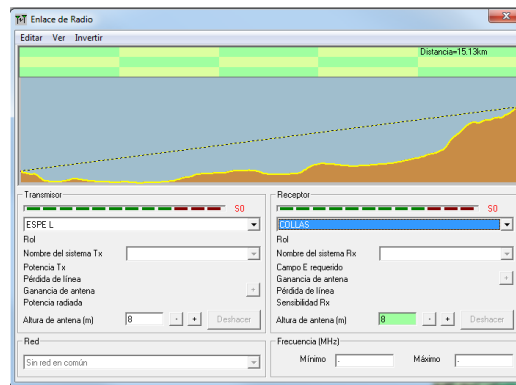 Enlace de Radio
Editar Ver Invertir
Distancia=15.13km
Transmisor
S0
ESPE L
Rol
Nombre del sistema Tx
Potencia Tx
Pérdida de línea
Ganancia de antena
+
Potencia radiada
Altura de antena (m) 8 - + Deshacer
Red
Sin red en común
Receptor
S0
COLLAS
Rol
Nombre del sistema Rx
Campo E requerido
Ganancia de antena
+
Pérdida de línea
Sensibilidad Rx
Altura de antena (m) 8 - + Deshacer
Frecuencia (MHz)
Mínimo - Máximo -